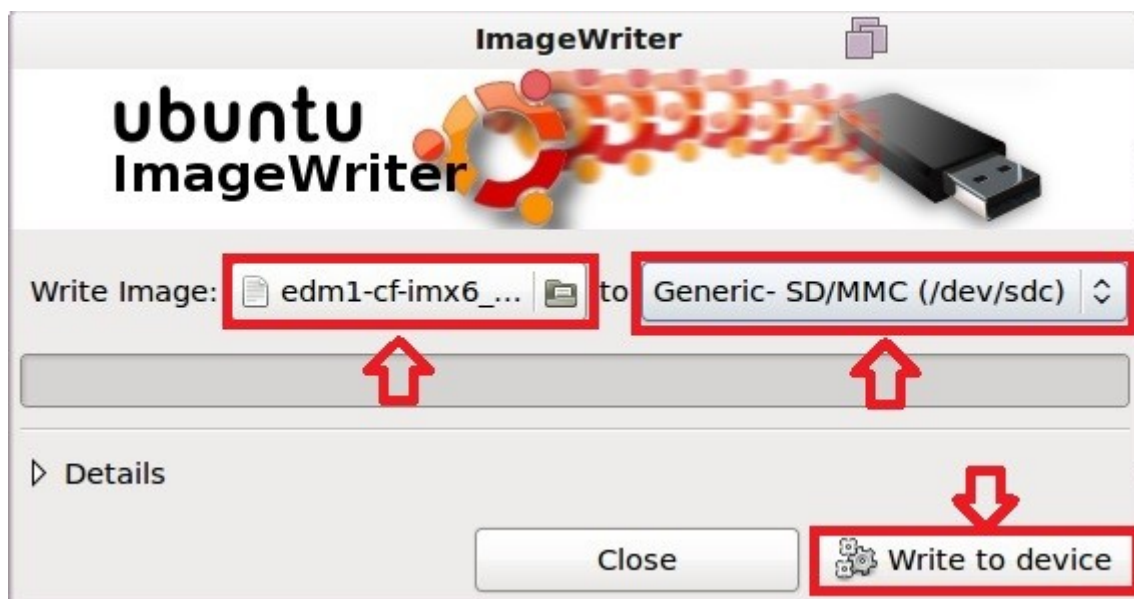 ImageWriter
ubuntu
ImageWriter
Write Image: edm1-cf-imx6_... to Generic- SD/MMC (/dev/sdc)
Details
Close Write to device